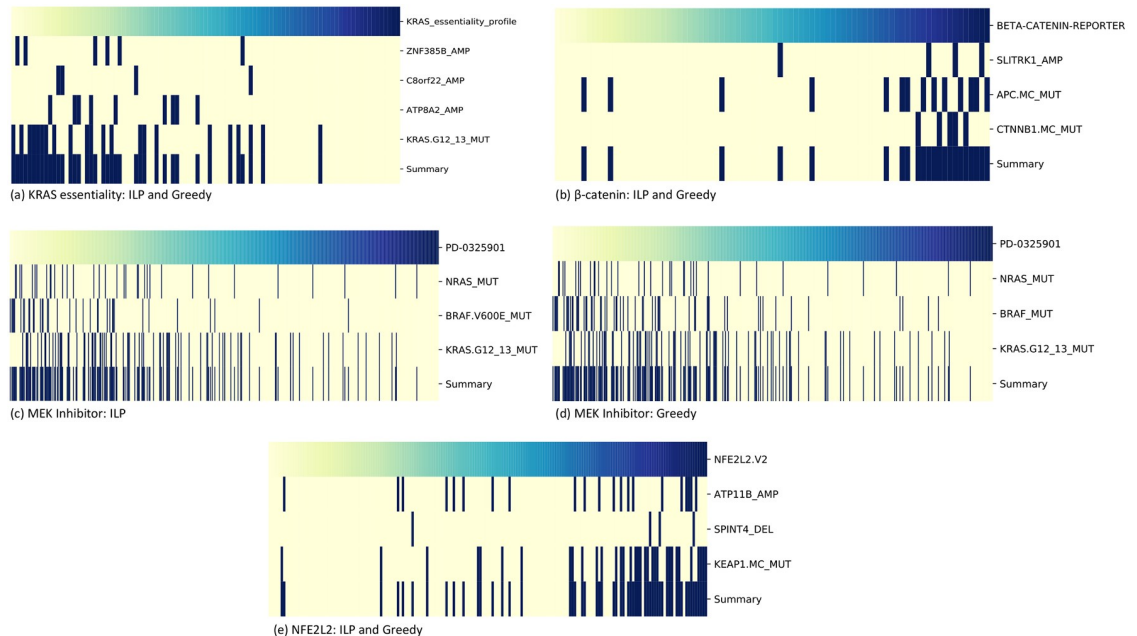 KRAS_essentiality_profile
ZNF385B_AMP
C8orf22_AMP
ATP8A2_AMP
KRAS.G12_13_MUT
Summary
(a) KRAS essentiality: ILP and Greedy
BETA-CATENIN-REPORTER
SLITRK1_AMP
APC.MC_MUT
CTNNB1.MC_MUT
Summary
(b) β-catenin: ILP and Greedy
PD-0325901
NRAS_MUT
BRAF.V600E_MUT
KRAS.G12_13_MUT
Summary
(c) MEK Inhibitor: ILP
PD-0325901
NRAS_MUT
BRAF_MUT
KRAS.G12_13_MUT
Summary
(d) MEK Inhibitor: Greedy
NFE2L2.V2
ATP11B_AMP
SPINT4_DEL
KEAP1.MC_MUT
Summary
(e) NFE2L2: ILP and Greedy